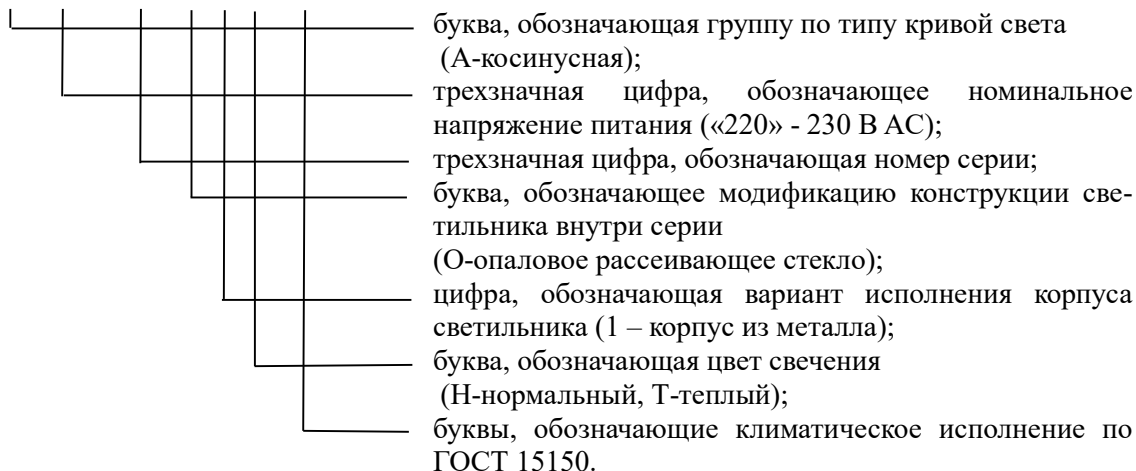 буква, обозначающая группу по типу кривой света
(А-косинусная);
трехзначная цифра, обозначающее номинальное
напряжение питания («220» - 230 В AC);
трехзначная цифра, обозначающая номер серии;
буква, обозначающее модификацию конструкции све-
тильника внутри серии
(О-опаловое рассеивающее стекло);
цифра, обозначающая вариант исполнения корпуса
светильника (1 – корпус из металла);
буква, обозначающая цвет свечения
(Н-нормальный, Т-теплый);
буквы, обозначающие климатическое исполнение по
ГОСТ 15150.